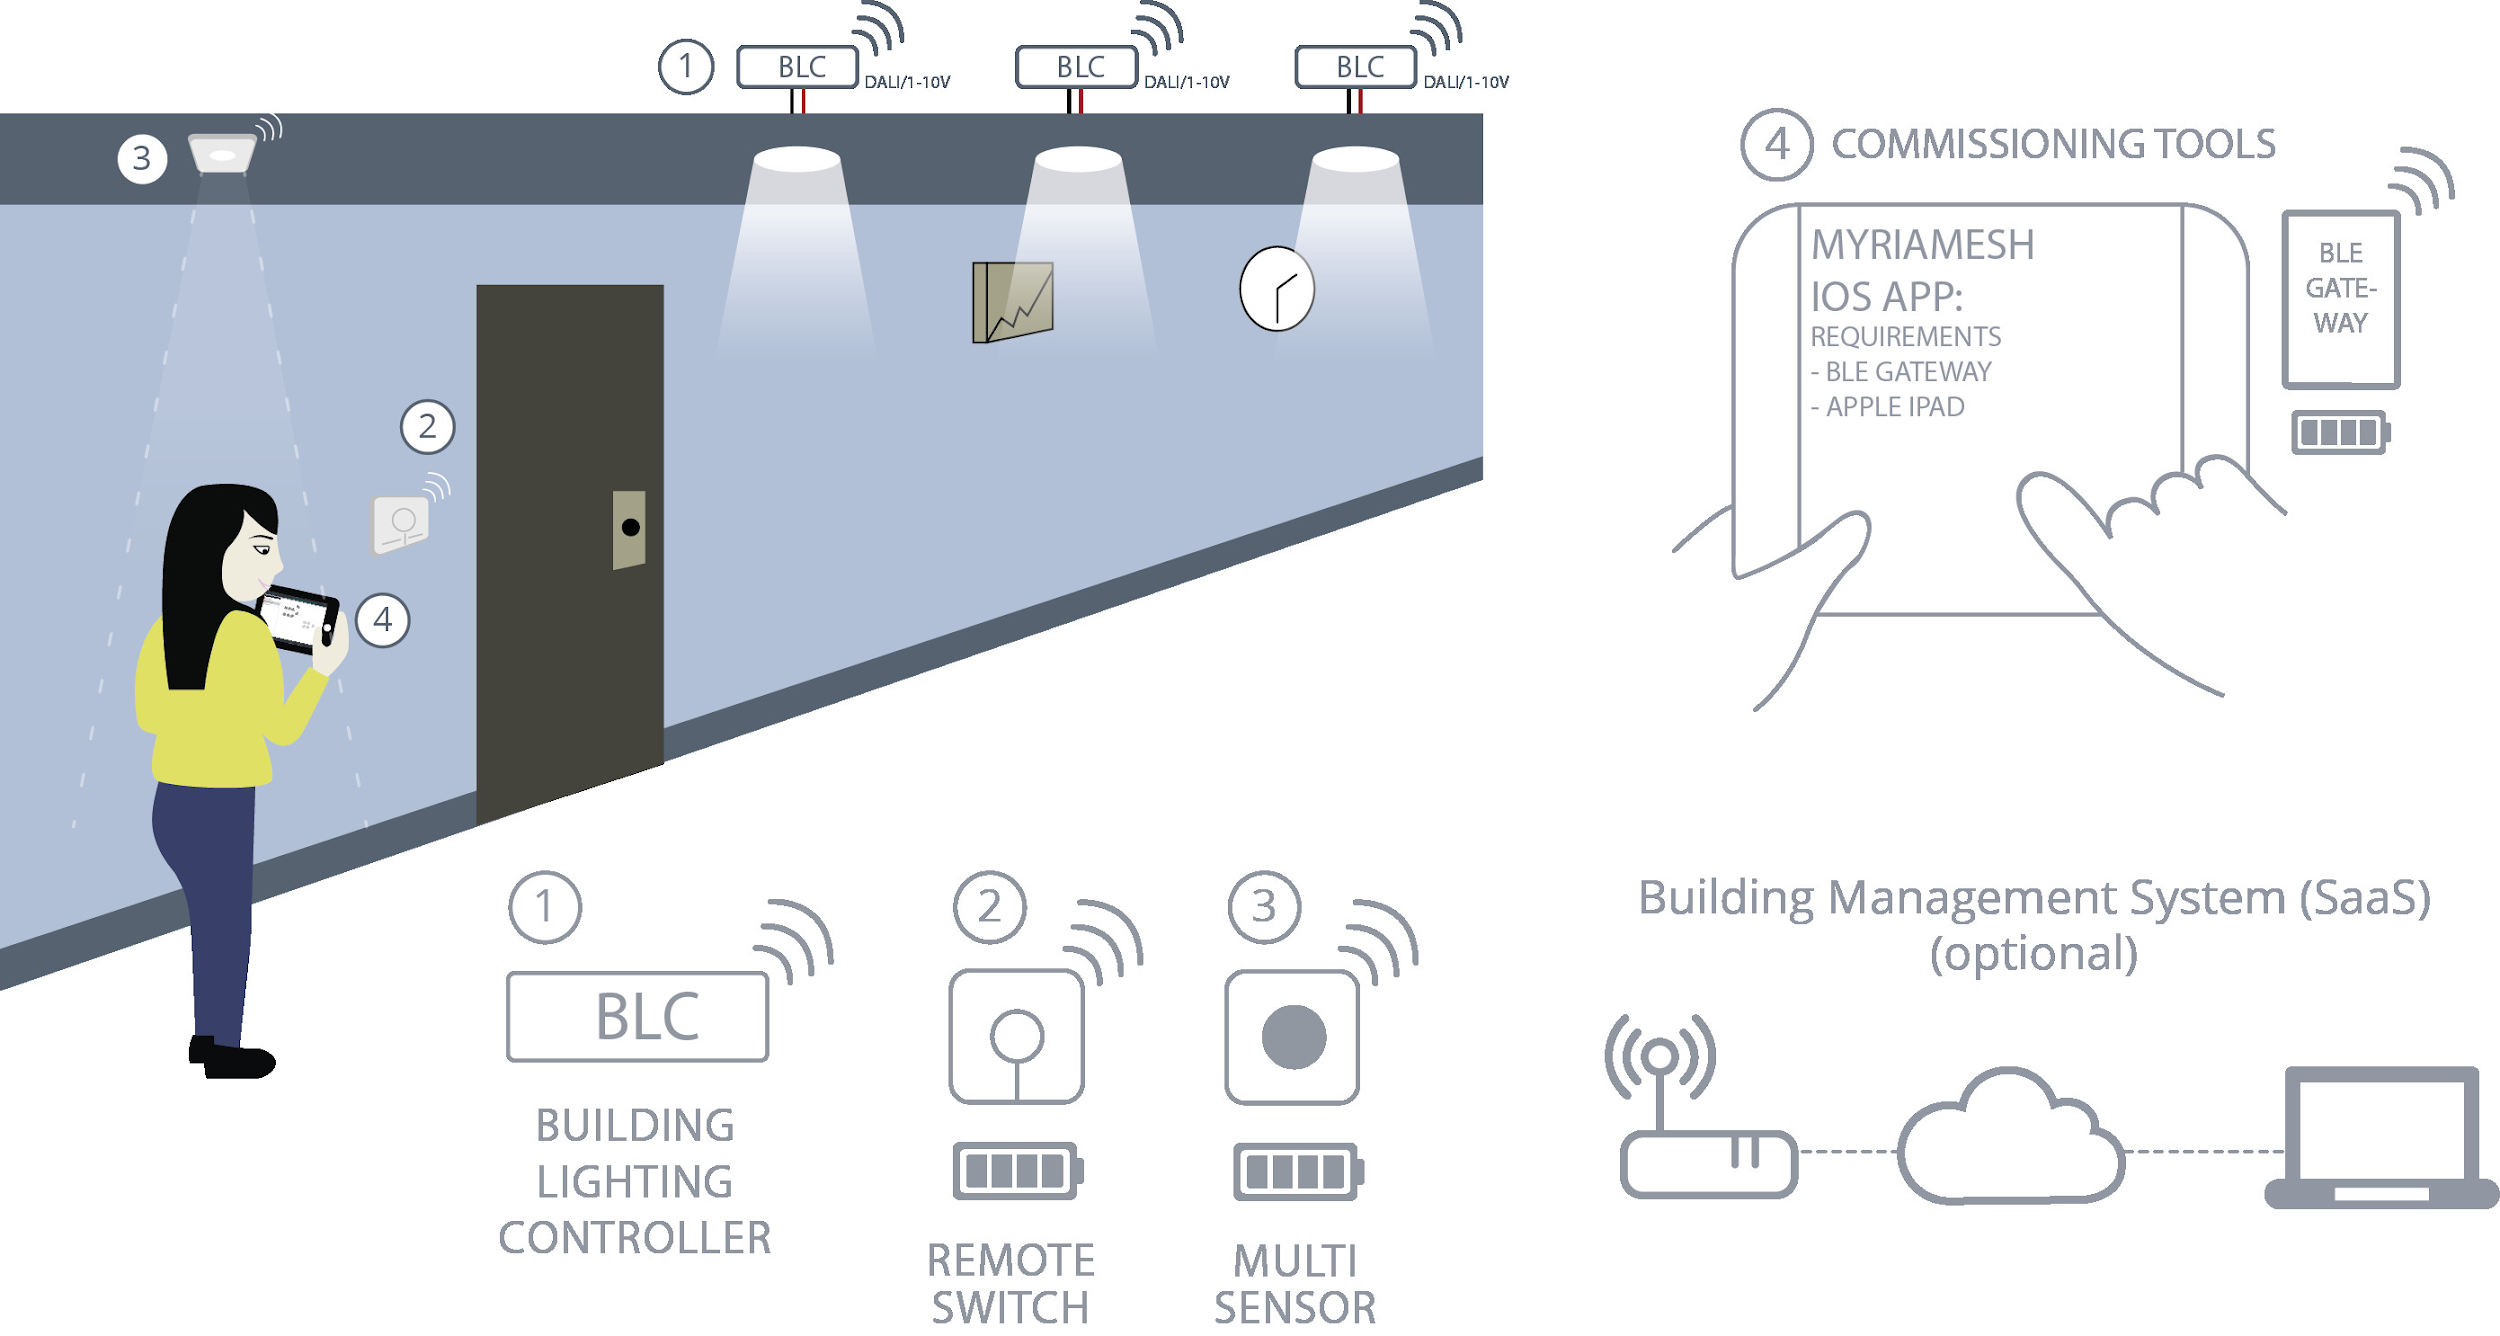 1
BLC
DALI/1-10V
BLC
DALI/1-10V
BLC
DALI/1-10V
3
2
4
4 COMMISSIONING TOOLS
MYRIAMESH
IOS APP:
REQUIREMENTS
- BLE GATEWAY
- APPLE IPAD
BLE
GATE-
WAY
1
BLC
BUILDING
LIGHTING
CONTROLLER
2
REMOTE
SWITCH
3
MULTI
SENSOR
Building Management System (SaaS)
(optional)